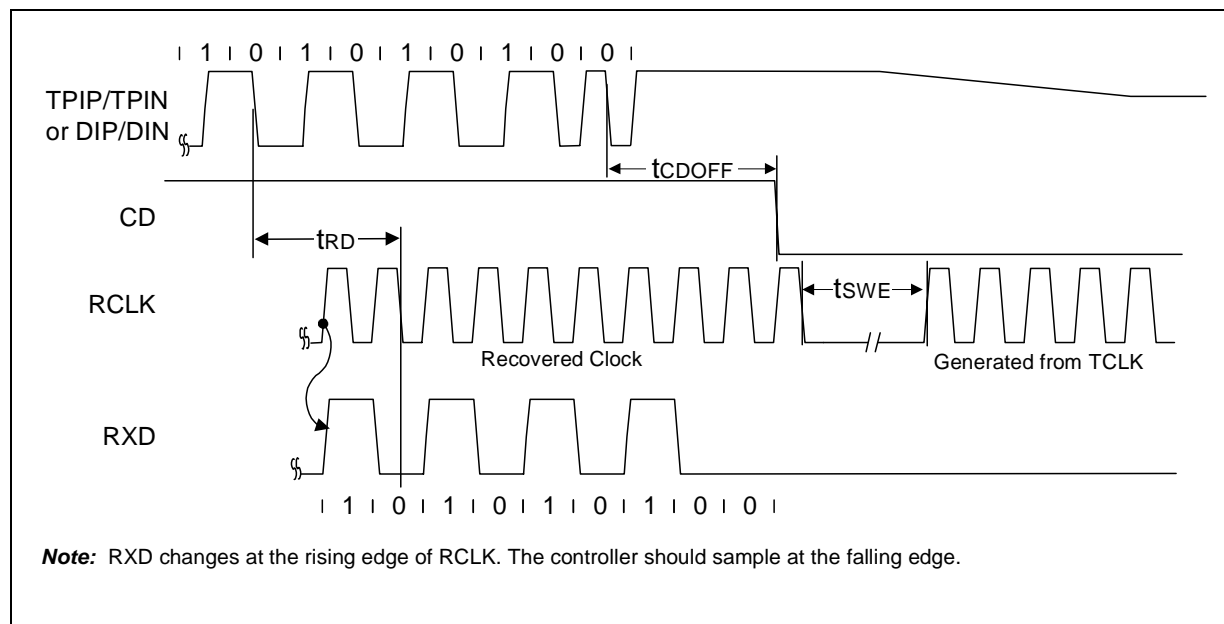 1 0 1 0 1 0 1 0 0
TPIP/TPIN
or DIP/DIN
tCDOFF
CD
tRD
RCLK
tSWE
Recovered Clock
Generated from TCLK
RXD
1 0 1 0 1 0 1 0 0
Note: RXD changes at the rising edge of RCLK. The controller should sample at the falling edge.